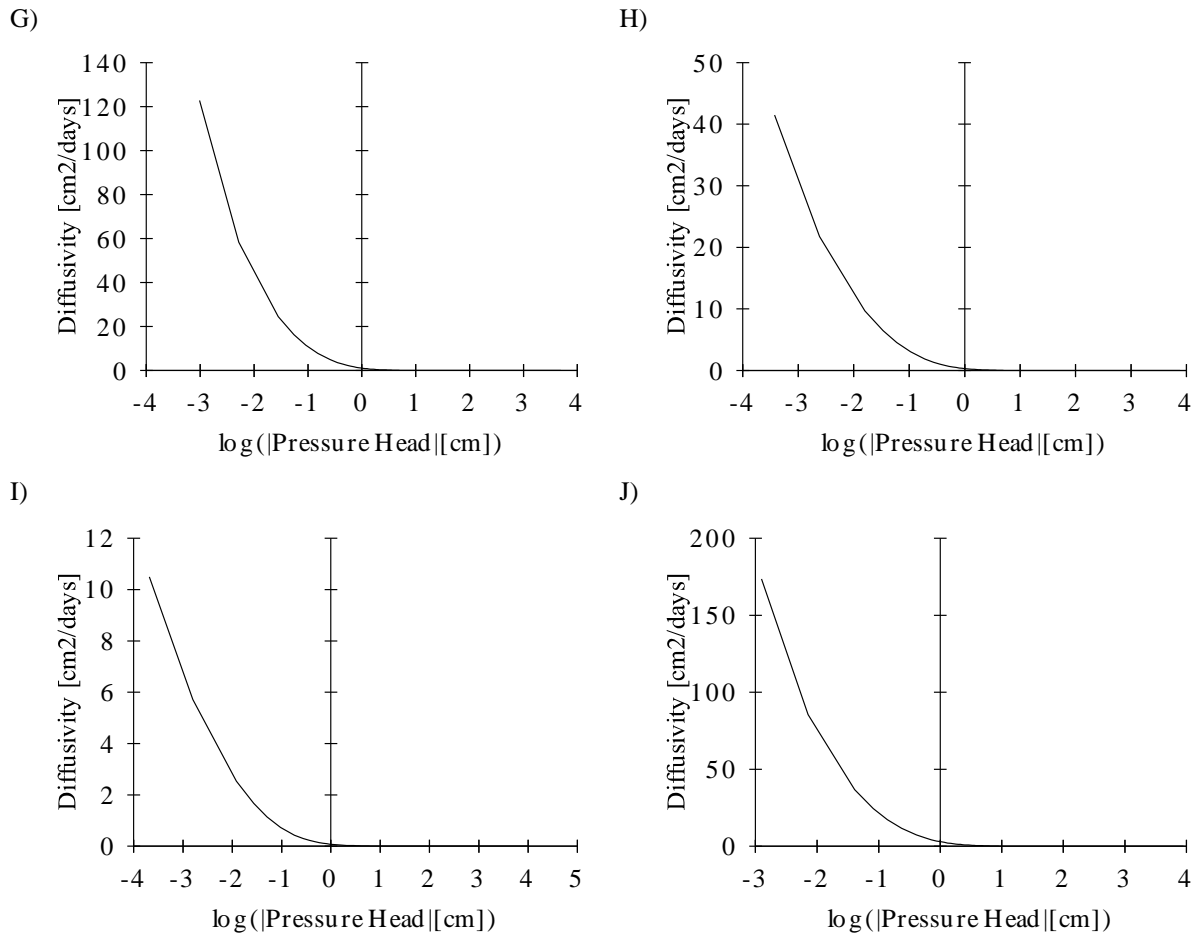 G)
140
120
100
80
60
40
20
0
Diffusivity [cm2/days]
-4 -3 -2 -1 0 1 2 3 4
log(|Pressure Head|[cm])
H)
50
40
30
20
10
0
Diffusivity [cm2/days]
-4 -3 -2 -1 0 1 2 3 4
log(|Pressure Head|[cm])
I)
12
10
8
6
4
2
0
Diffusivity [cm2/days]
-4 -3 -2 -1 0 1 2 3 4 5
log(|Pressure Head|[cm])
J)
200
150
100
50
0
Diffusivity [cm2/days]
-3 -2 -1 0 1 2 3 4
log(|Pressure Head|[cm])